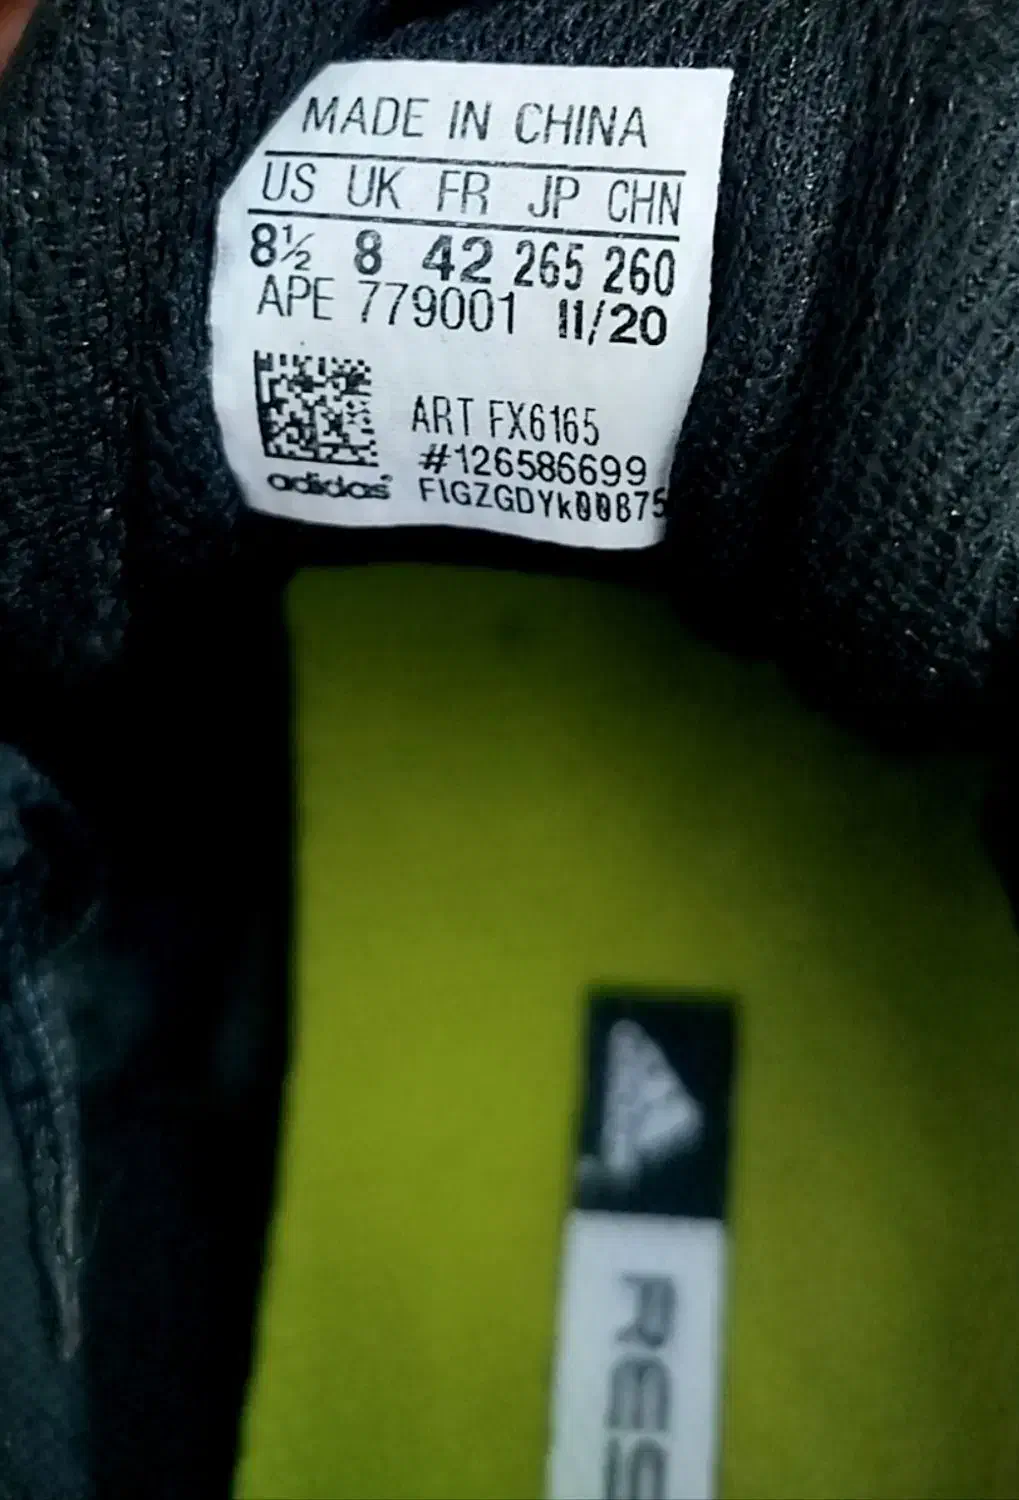 MADE IN CHINA
US UK FR JP CHN
8½ 8 42 265 260
APE 779001 11/20
ART FX6165
#126586699
adidas
F1GZGDYk00875
RES